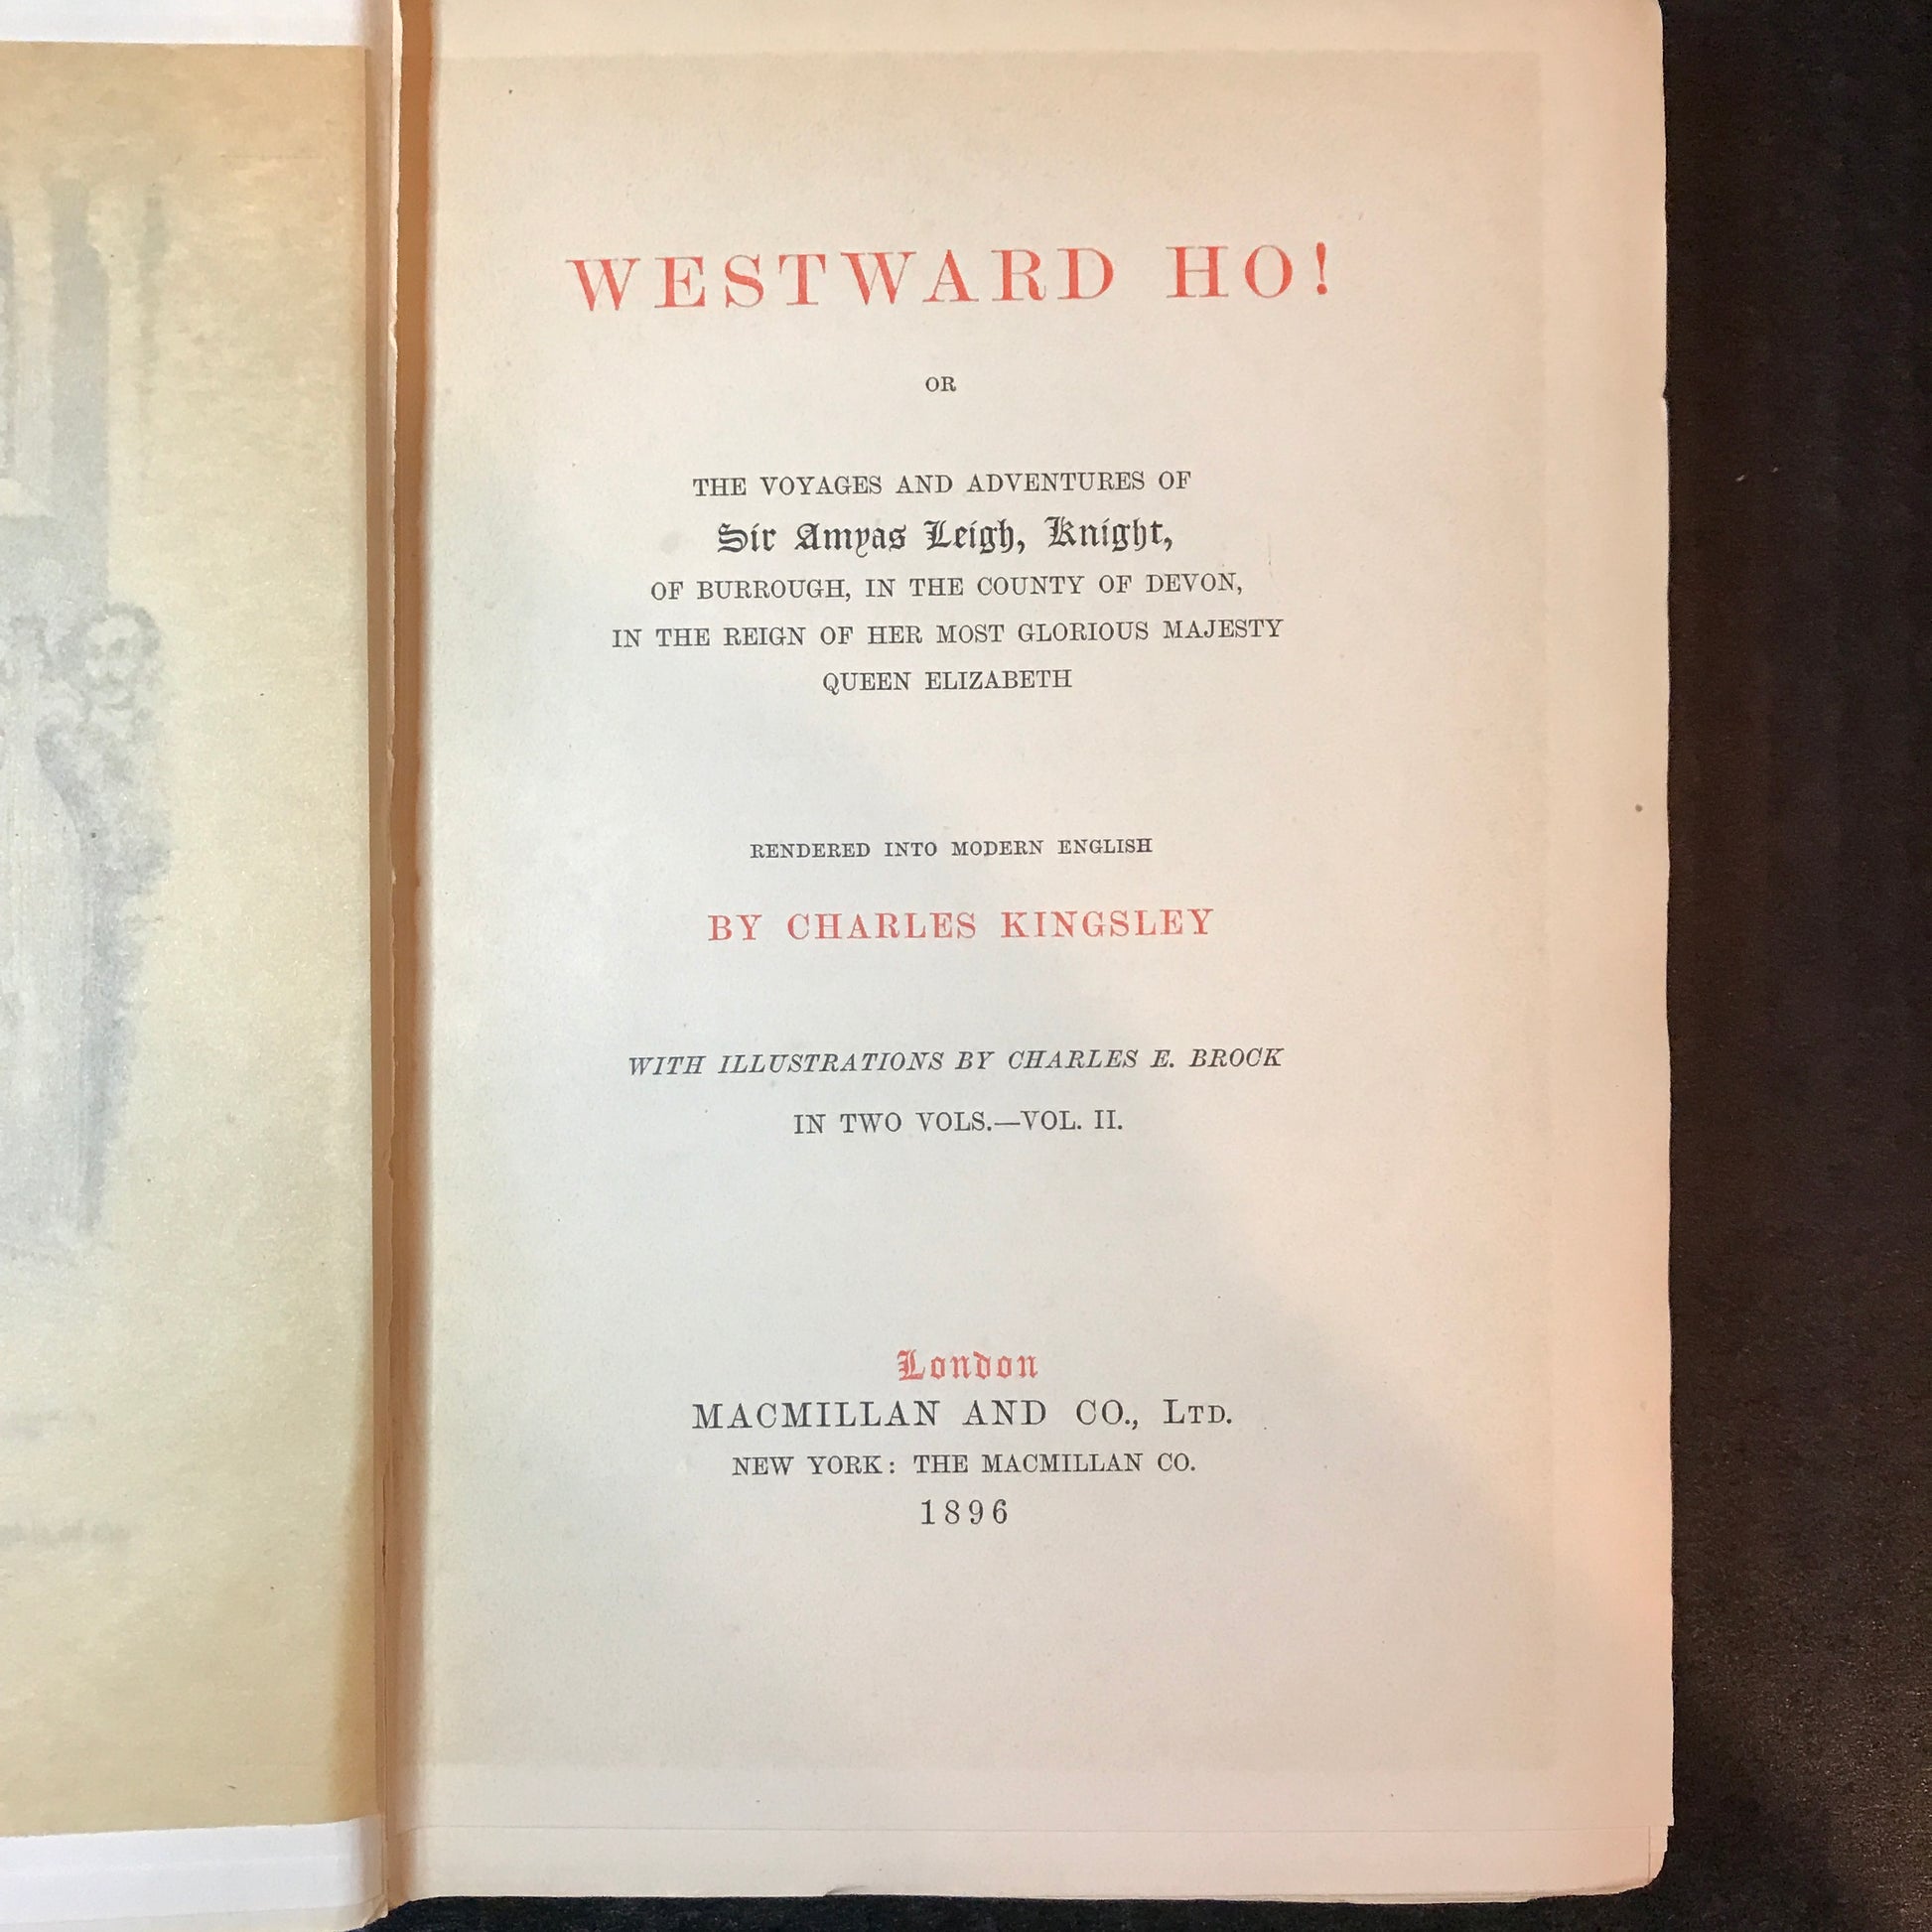 WESTWARD HO!
OR
THE VOYAGES AND ADVENTURES OF
Sir Amyas Leigh, Knight,
OF BURROUGH, IN THE COUNTY OF DEVON,
IN THE REIGN OF HER MOST GLORIOUS MAJESTY
QUEEN ELIZABETH
RENDERED INTO MODERN ENGLISH
BY CHARLES KINGSLEY
WITH ILLUSTRATIONS BY CHARLES E. BROCK
IN TWO VOLS.—VOL. II.
London
MACMILLAN AND CO., LTD.
NEW YORK: THE MACMILLAN CO.
1896